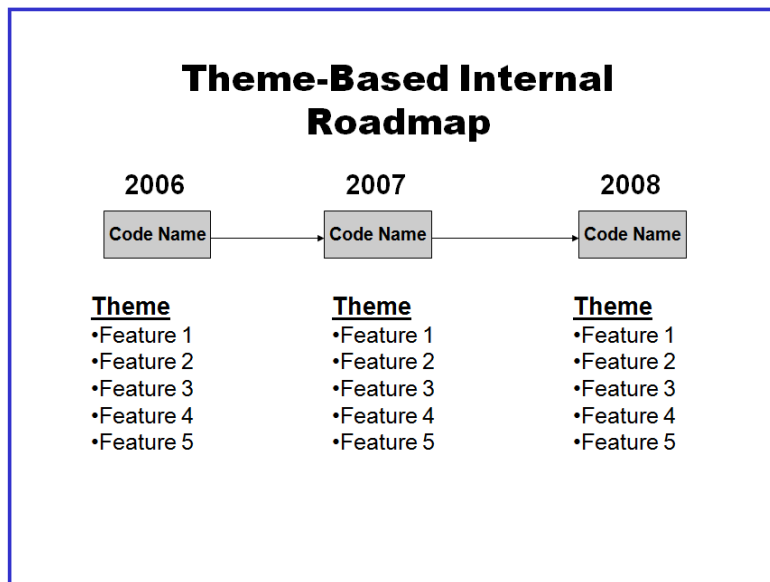 Theme-Based Internal
Roadmap
2006 2007 2008
Code Name Code Name Code Name
Theme Theme Theme
•Feature 1 •Feature 1 •Feature 1
•Feature 2 •Feature 2 •Feature 2
•Feature 3 •Feature 3 •Feature 3
•Feature 4 •Feature 4 •Feature 4
•Feature 5 •Feature 5 •Feature 5